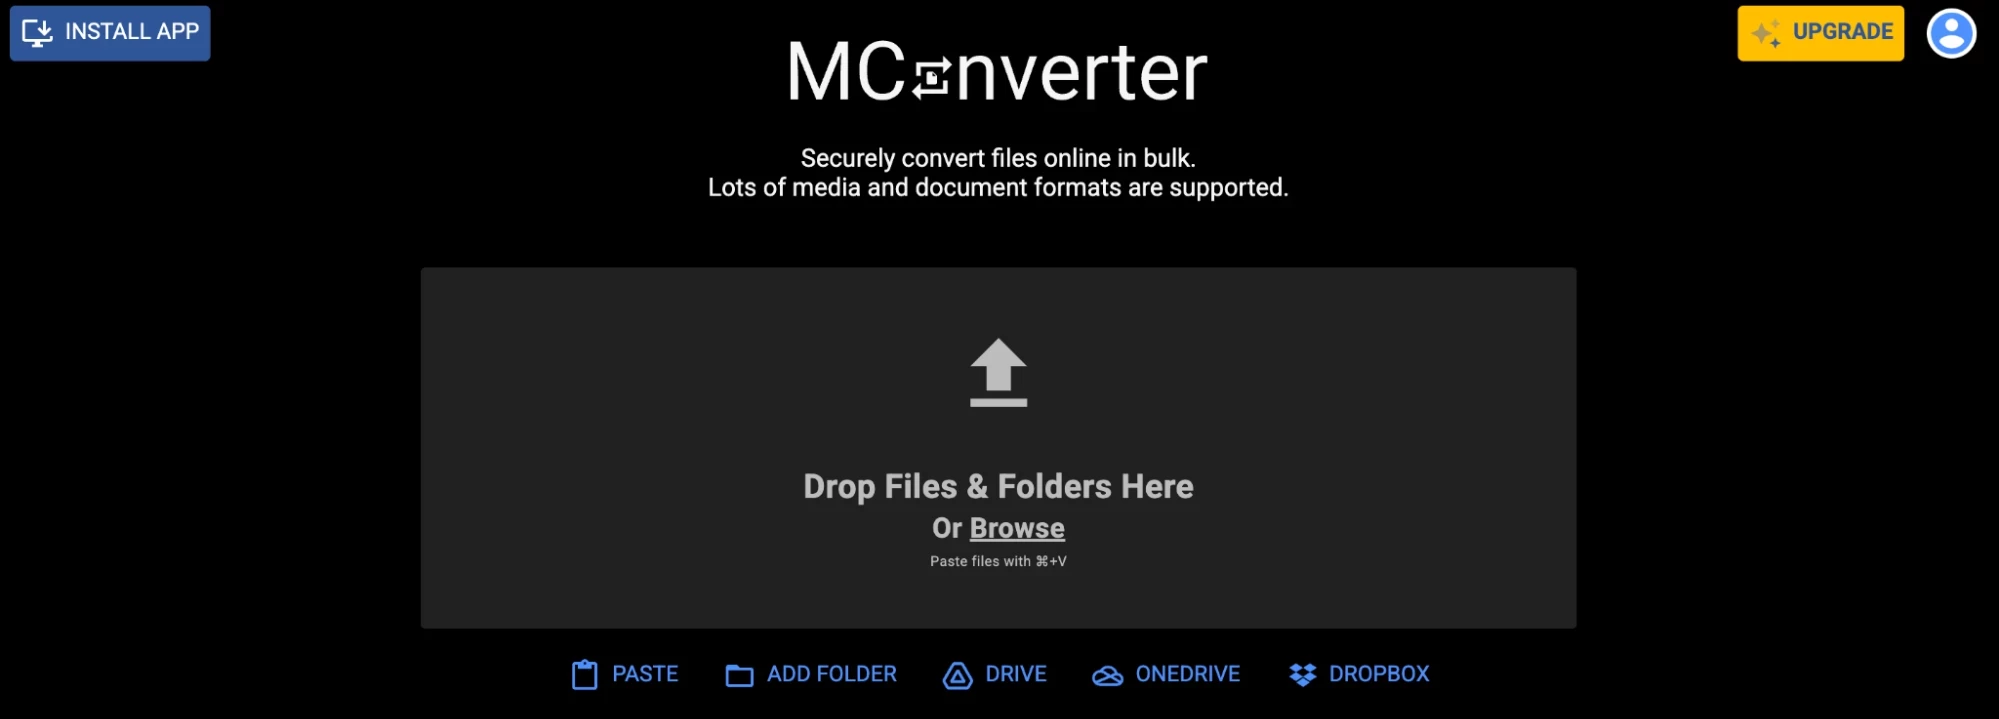 INSTALL APP
UPGRADE
MConverter
Securely convert files online in bulk.
Lots of media and document formats are supported.
Drop Files & Folders Here
Or Browse
Paste files with ⌘+V
PASTE
ADD FOLDER
DRIVE
ONEDRIVE
DROPBOX